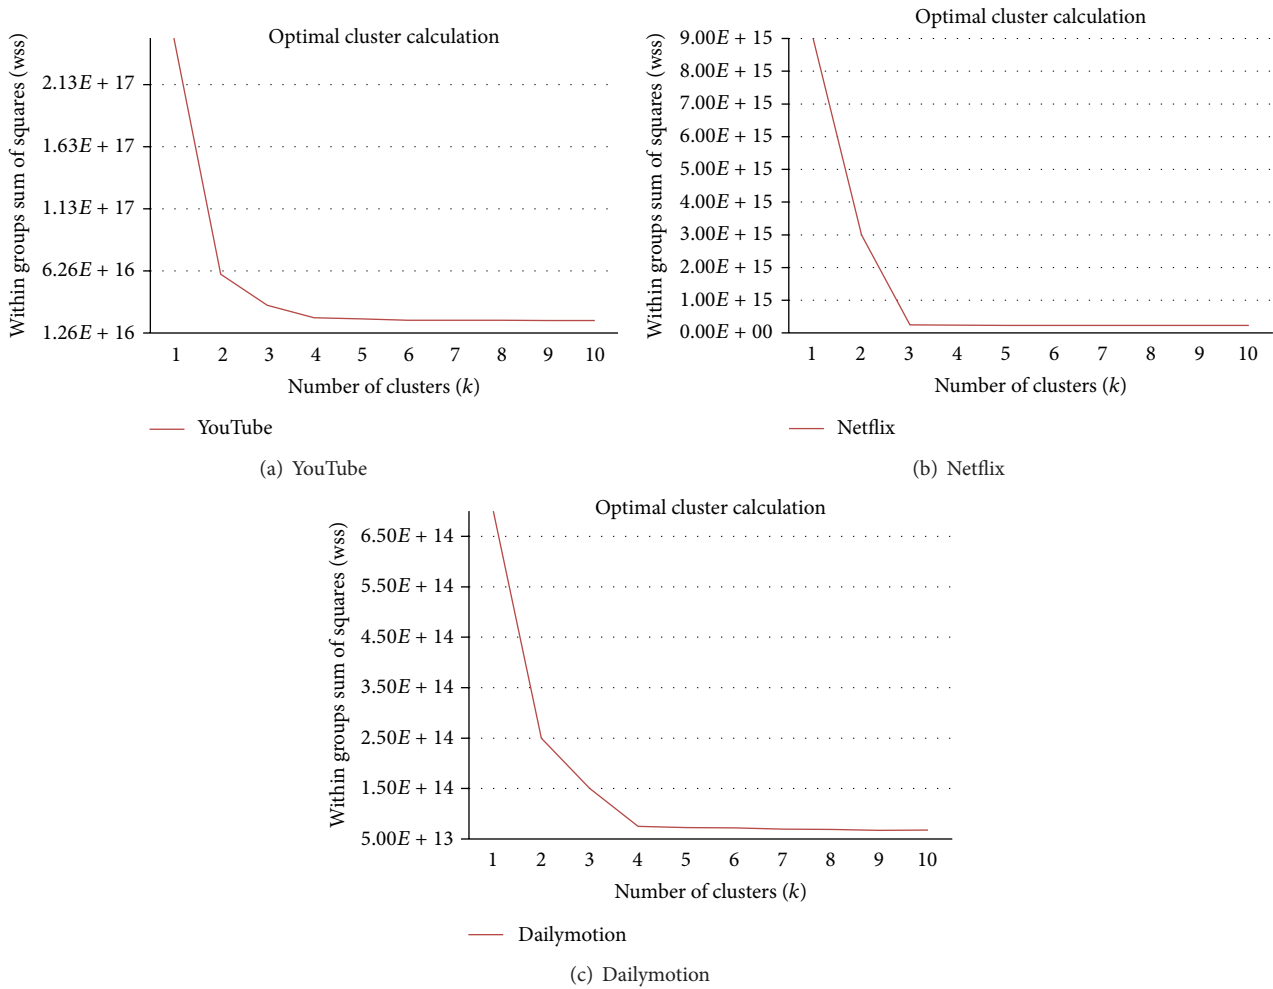 Optimal cluster calculation
Within groups sum of squares (wss)
2.13E + 17
1.63E + 17
1.13E + 17
6.26E + 16
1.26E + 16
1 2 3 4 5 6 7 8 9 10
Number of clusters (k)
YouTube
(a) YouTube
Optimal cluster calculation
Within groups sum of squares (wss)
9.00E + 15
8.00E + 15
7.00E + 15
6.00E + 15
5.00E + 15
4.00E + 15
3.00E + 15
2.00E + 15
1.00E + 15
0.00E + 00
1 2 3 4 5 6 7 8 9 10
Number of clusters (k)
Netflix
(b) Netflix
Optimal cluster calculation
Within groups sum of squares (wss)
6.50E + 14
5.50E + 14
4.50E + 14
3.50E + 14
2.50E + 14
1.50E + 14
5.00E + 13
1 2 3 4 5 6 7 8 9 10
Number of clusters (k)
Dailymotion
(c) Dailymotion